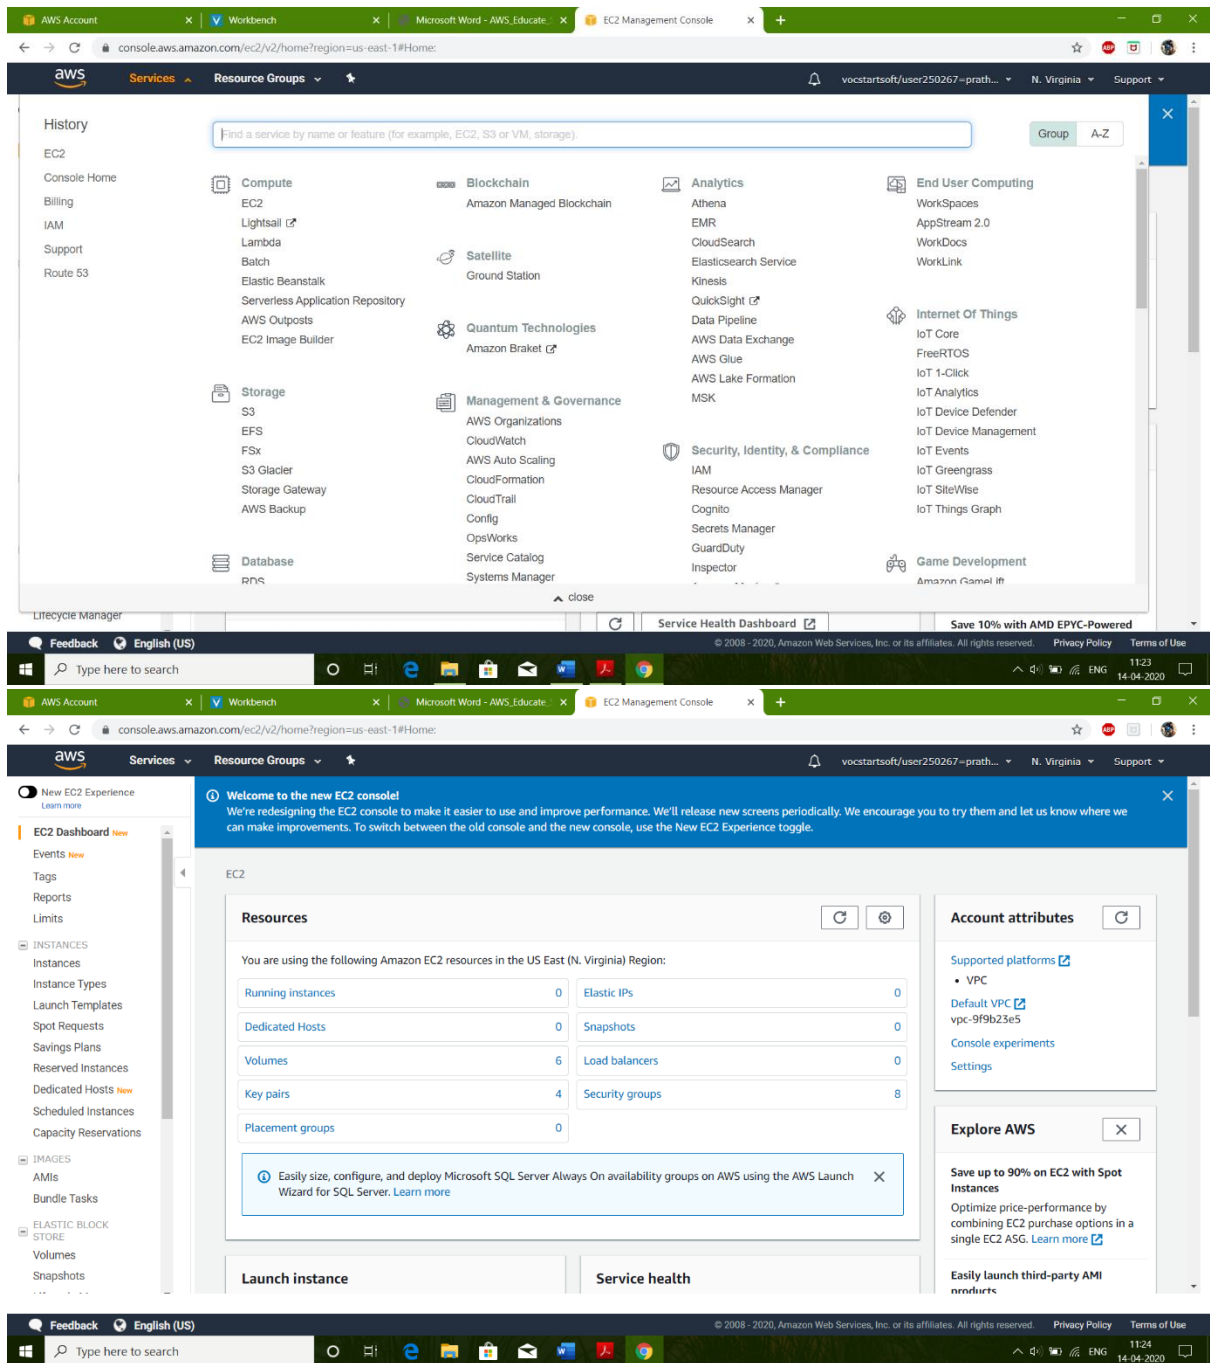 AWS Account
Workbench
Microsoft Word - AWS_Educate_S
EC2 Management Console
console.aws.amazon.com/ec2/v2/home?region=us-east-1#Home:
aws
Services
Resource Groups
vocstartsoft/user250267=prath...
N. Virginia
Support
History
EC2
Console Home
Billing
IAM
Support
Route 53
Find a service by name or feature (for example, EC2, S3 or VM, storage).
Group
A-Z
Compute
EC2
Lightsail
Lambda
Batch
Elastic Beanstalk
Serverless Application Repository
AWS Outposts
EC2 Image Builder
Storage
S3
EFS
FSx
S3 Glacier
Storage Gateway
AWS Backup
Database
RDS
Blockchain
Amazon Managed Blockchain
Satellite
Ground Station
Quantum Technologies
Amazon Braket
Management & Governance
AWS Organizations
CloudWatch
AWS Auto Scaling
CloudFormation
CloudTrail
Config
OpsWorks
Service Catalog
Systems Manager
Analytics
Athena
EMR
CloudSearch
Elasticsearch Service
Kinesis
QuickSight
Data Pipeline
AWS Data Exchange
AWS Glue
AWS Lake Formation
MSK
Security, Identity, & Compliance
IAM
Resource Access Manager
Cognito
Secrets Manager
GuardDuty
Inspector
End User Computing
WorkSpaces
AppStream 2.0
WorkDocs
WorkLink
Internet Of Things
IoT Core
FreeRTOS
IoT 1-Click
IoT Analytics
IoT Device Defender
IoT Device Management
IoT Events
IoT Greengrass
IoT SiteWise
IoT Things Graph
Game Development
Amazon GameLift
close
Lifecycle Manager
Service Health Dashboard
Save 10% with AMD EPYC-Powered
Feedback
English (US)
© 2008 - 2020, Amazon Web Services, Inc. or its affiliates. All rights reserved.
Privacy Policy
Terms of Use
Type here to search
ENG
11:23
14-04-2020
AWS Account
Workbench
Microsoft Word - AWS_Educate_S
EC2 Management Console
console.aws.amazon.com/ec2/v2/home?region=us-east-1#Home:
aws
Services
Resource Groups
vocstartsoft/user250267=prath...
N. Virginia
Support
New EC2 Experience
Learn more
EC2 Dashboard New
Events New
Tags
Reports
Limits
INSTANCES
Instances
Instance Types
Launch Templates
Spot Requests
Savings Plans
Reserved Instances
Dedicated Hosts New
Scheduled Instances
Capacity Reservations
IMAGES
AMIs
Bundle Tasks
ELASTIC BLOCK
STORE
Volumes
Snapshots
Welcome to the new EC2 console!
We're redesigning the EC2 console to make it easier to use and improve performance. We'll release new screens periodically. We encourage you to try them and let us know where we
can make improvements. To switch between the old console and the new console, use the New EC2 Experience toggle.
EC2
Resources
You are using the following Amazon EC2 resources in the US East (N. Virginia) Region:
Running instances 0
Elastic IPs 0
Dedicated Hosts 0
Snapshots 0
Volumes 6
Load balancers 0
Key pairs 4
Security groups 8
Placement groups 0
Easily size, configure, and deploy Microsoft SQL Server Always On availability groups on AWS using the AWS Launch
Wizard for SQL Server. Learn more
Launch instance
Service health
Account attributes
Supported platforms
• VPC
Default VPC
vpc-9f9b23e5
Console experiments
Settings
Explore AWS
Save up to 90% on EC2 with Spot
Instances
Optimize price-performance by
combining EC2 purchase options in a
single EC2 ASG. Learn more
Easily launch third-party AMI
products
Feedback
English (US)
© 2008 - 2020, Amazon Web Services, Inc. or its affiliates. All rights reserved.
Privacy Policy
Terms of Use
Type here to search
ENG
11:24
14-04-2020